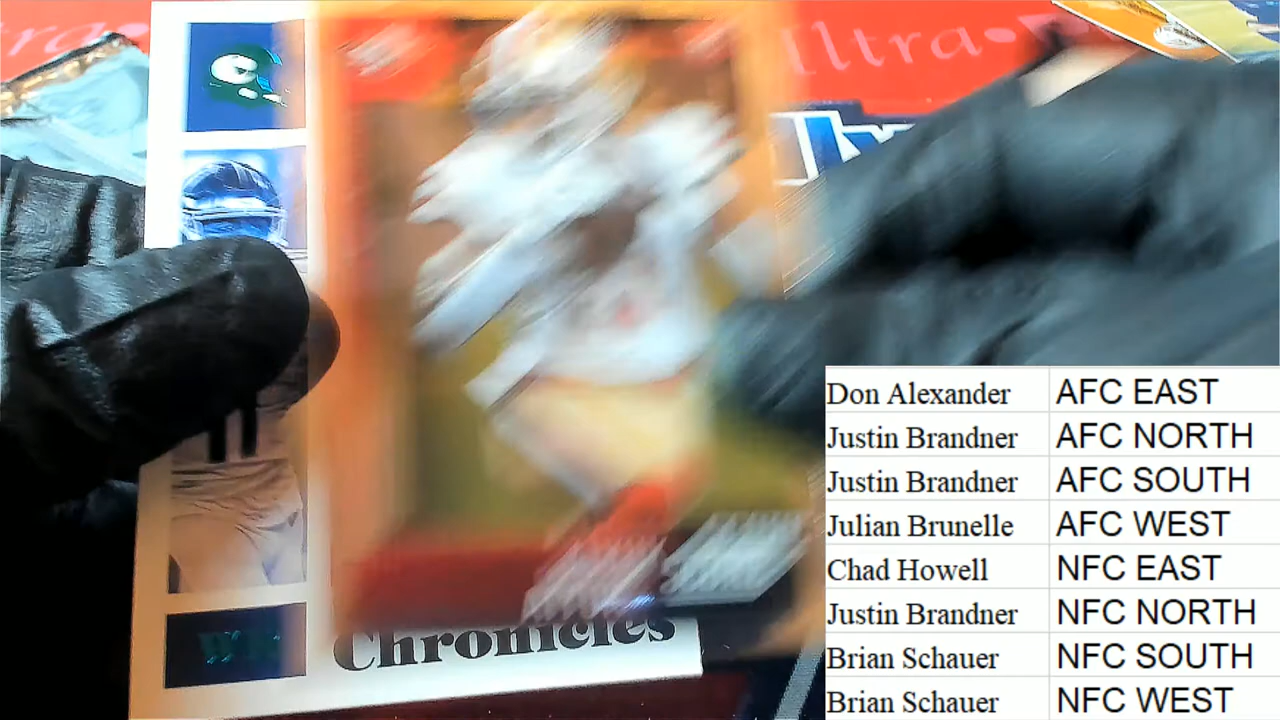 ltra•
Chronicles
Don Alexander AFC EAST
Justin Brandner AFC NORTH
Justin Brandner AFC SOUTH
Julian Brunelle AFC WEST
Chad Howell NFC EAST
Justin Brandner NFC NORTH
Brian Schauer NFC SOUTH
Brian Schauer NFC WEST